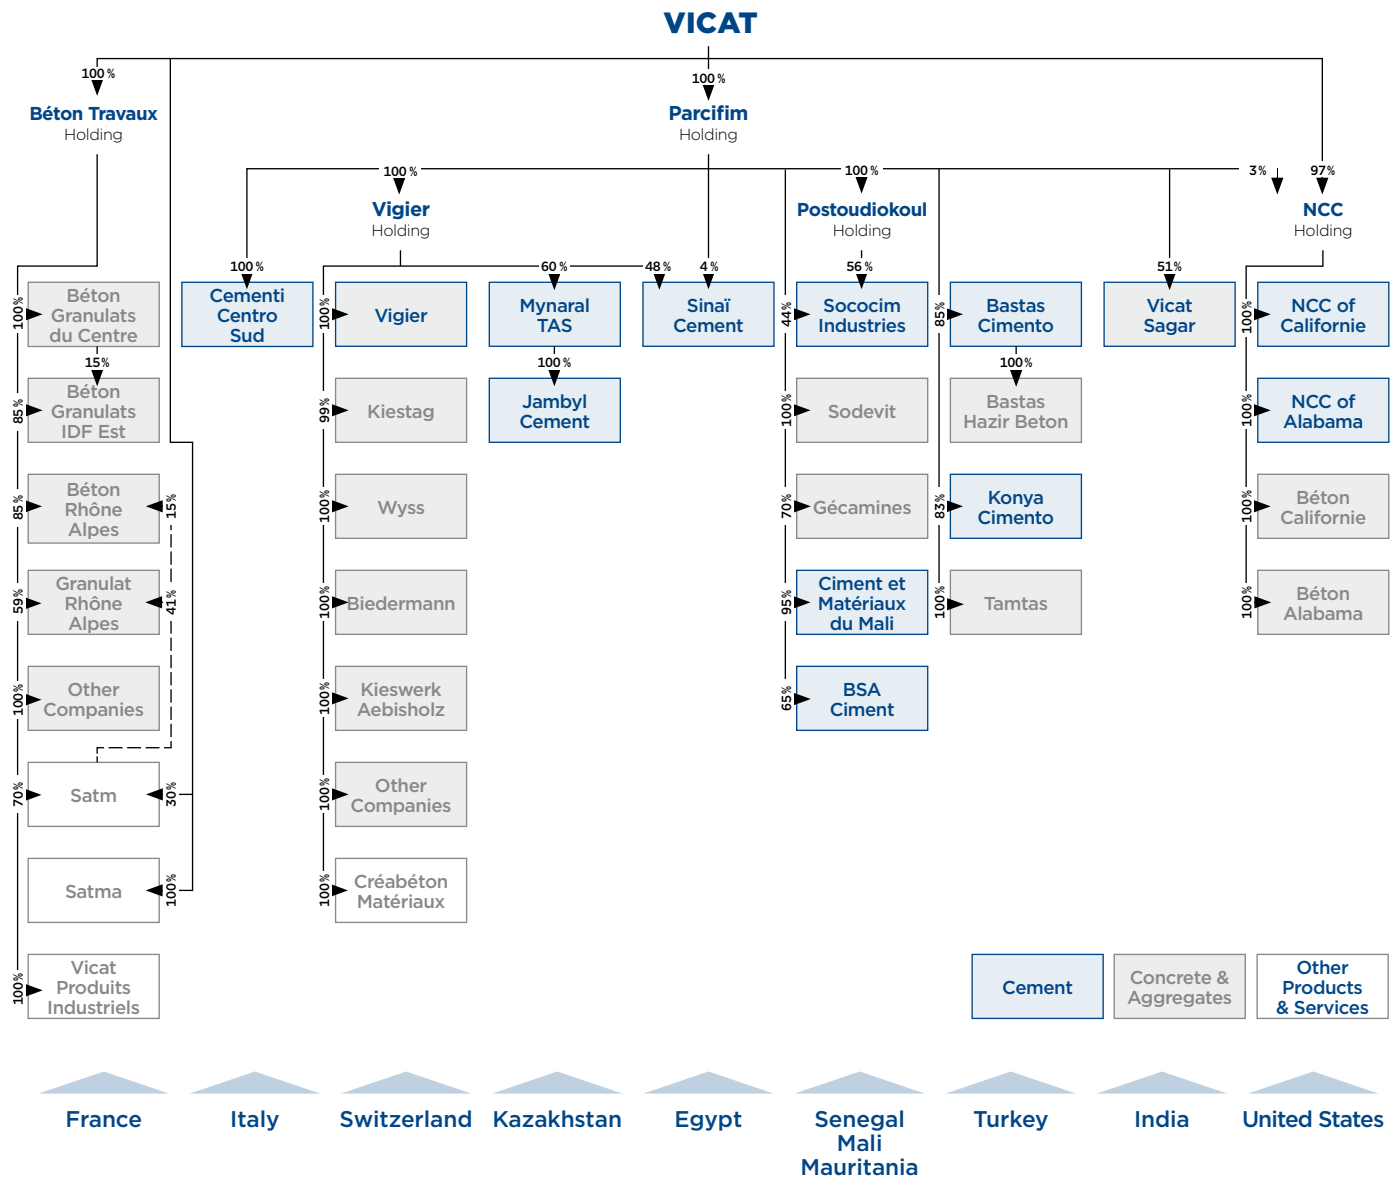 VICAT
100 %
100 %
Béton Travaux
Holding
Parcifim
Holding
100 %
100 %
3%
97%
Vigier
Holding
Postoudiokoul
Holding
NCC
Holding
100 %
60 %
48 %
4 %
56 %
51 %
100%
Béton
Granulats
du Centre
Cementi
Centro
Sud
100%
Vigier
Mynaral
TAS
Sinaï
Cement
44%
Sococim
Industries
85%
Bastas
Cimento
Vicat
Sagar
100%
NCC of
Californie
15 %
100 %
100 %
85%
Béton
Granulats
IDF Est
99%
Kiestag
Jambyl
Cement
100%
Sodevit
Bastas
Hazir Beton
100%
NCC of
Alabama
85%
Béton
Rhône
Alpes
15%
100%
Wyss
70%
Gécamines
83%
Konya
Cimento
100%
Béton
Californie
59%
Granulat
Rhône
Alpes
41%
100%
Biedermann
95%
Ciment et
Matériaux
du Mali
100%
Tamtas
100%
Béton
Alabama
100%
Other
Companies
100%
Kieswerk
Aebisholz
65%
BSA
Ciment
70%
Satm
30%
100%
Other
Companies
Satma
100%
100%
Créabéton
Matériaux
100%
Vicat
Produits
Industriels
Cement
Concrete &
Aggregates
Other
Products
& Services
France
Italy
Switzerland
Kazakhstan
Egypt
Senegal
Mali
Mauritania
Turkey
India
United States